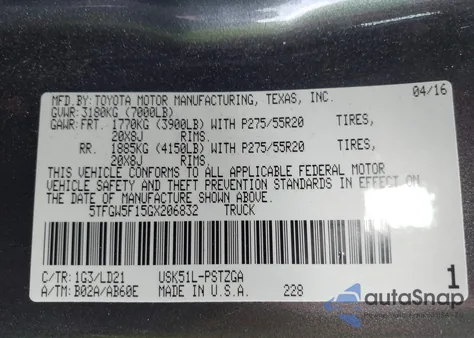 MFD.BY:TOYOTA MOTOR MANUFACTURING, TEXAS, INC. 04/16
GVWR:3180KG (7000LB)
GAWR:FRT. 1770KG (3900LB) WITH P275/55R20 TIRES,
20X8J RIMS.
RR. 1885KG (4150LB) WITH P275/55R20 TIRES,
20X8J RIMS.
THIS VEHICLE CONFORMS TO ALL APPLICABLE FEDERAL MOTOR
VEHICLE SAFETY AND THEFT PREVENTION STANDARDS IN EFFECT ON
THE DATE OF MANUFACTURE SHOWN ABOVE.
5TFGW5F15GX206832 TRUCK
C/TR:1G3/LD21 USK51L-PSTZGA 1
A/TM:B02A/AB60E MADE IN U.S.A. 228
autoSnap